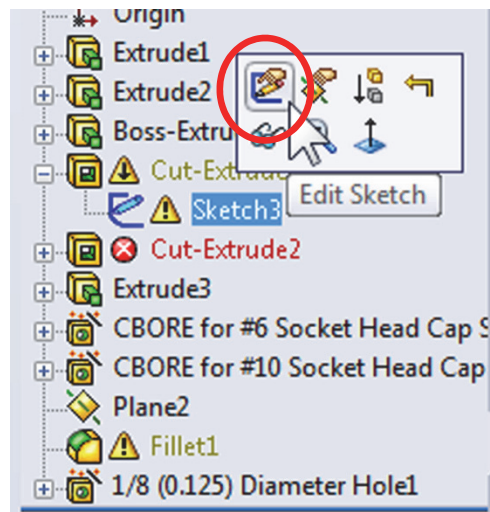 Origin
Extrude1
Extrude2
Boss-Extru
Cut-Extrude
Edit Sketch
Sketch3
Cut-Extrude2
Extrude3
CBORE for #6 Socket Head Cap S
CBORE for #10 Socket Head Cap
Plane2
Fillet1
1/8 (0.125) Diameter Hole1